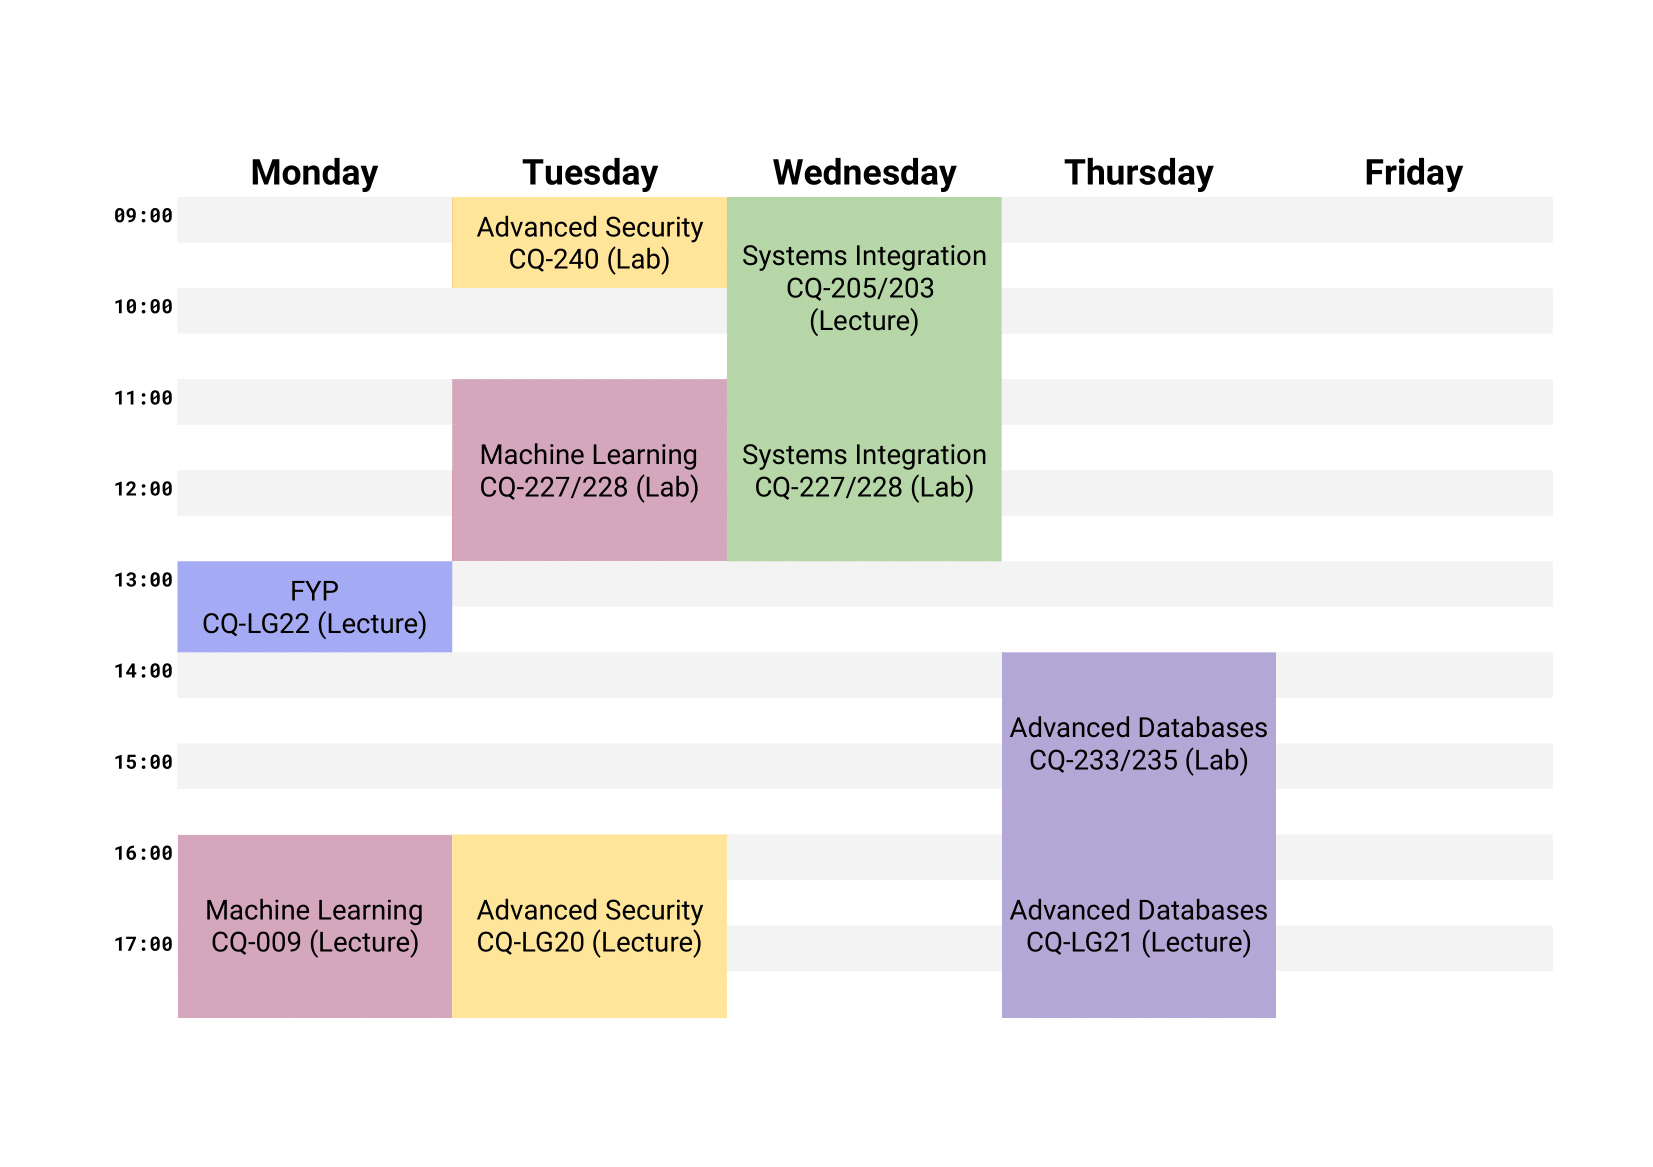 Monday Tuesday Wednesday Thursday Friday
09:00
Advanced Security
CQ-240 (Lab)
Systems Integration
CQ-205/203
(Lecture)
10:00
11:00
Machine Learning
CQ-227/228 (Lab)
Systems Integration
CQ-227/228 (Lab)
12:00
13:00
FYP
CQ-LG22 (Lecture)
14:00
Advanced Databases
CQ-233/235 (Lab)
15:00
16:00
Machine Learning
CQ-009 (Lecture)
Advanced Security
CQ-LG20 (Lecture)
Advanced Databases
CQ-LG21 (Lecture)
17:00